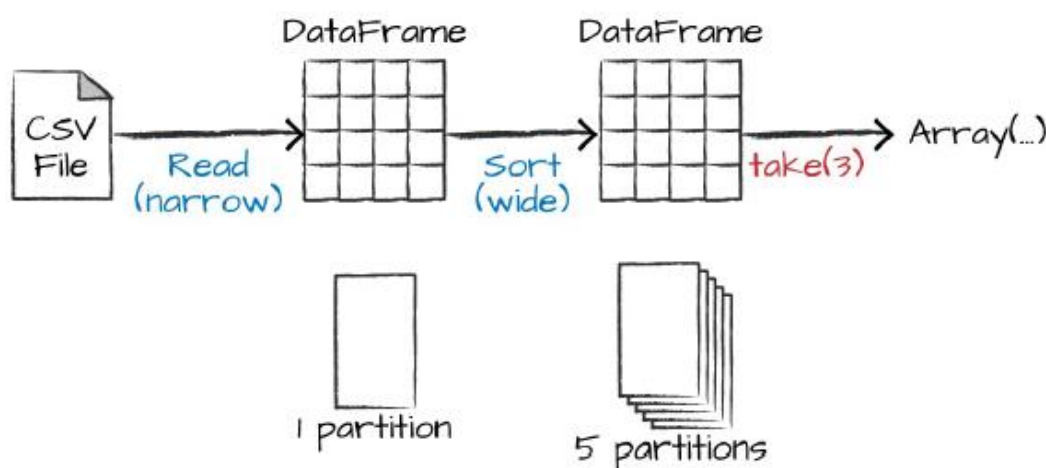 DataFrame
DataFrame
CSV
File
Read
(narrow)
Sort
(wide)
take(3)
Array(...)
1 partition
5 partitions